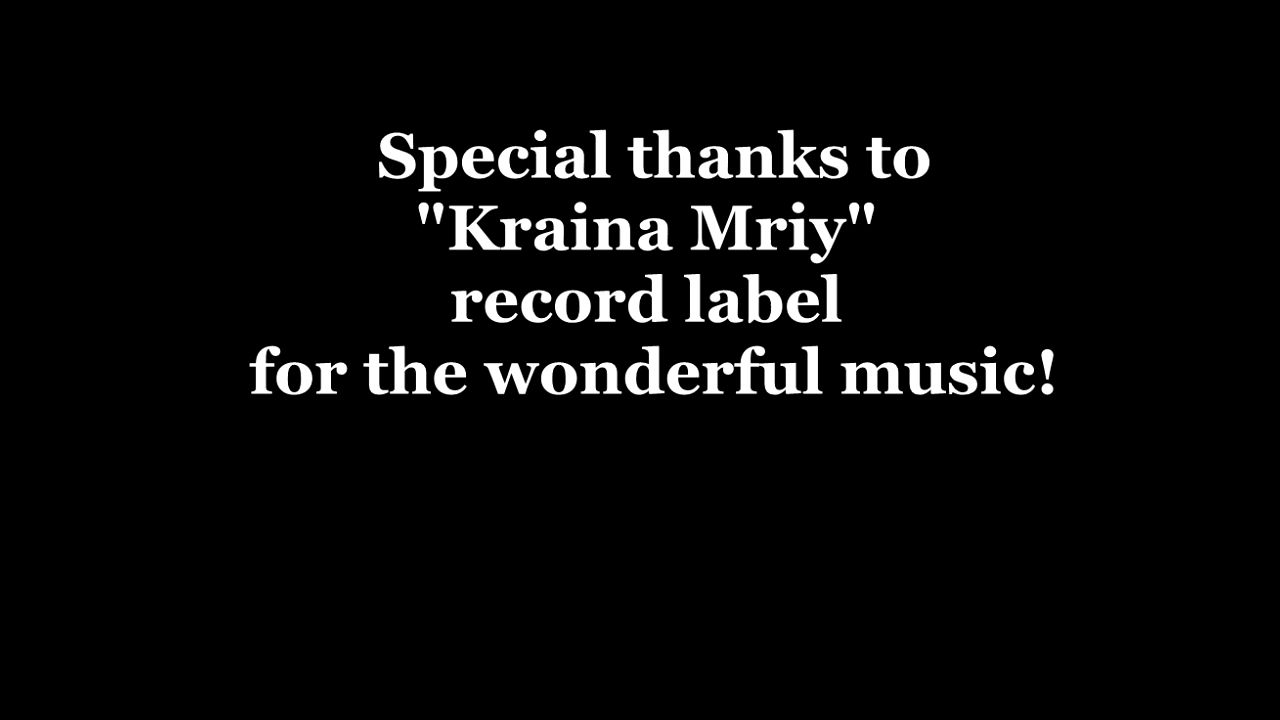 Special thanks to
"Kraina Mriy"
record label
for the wonderful music!